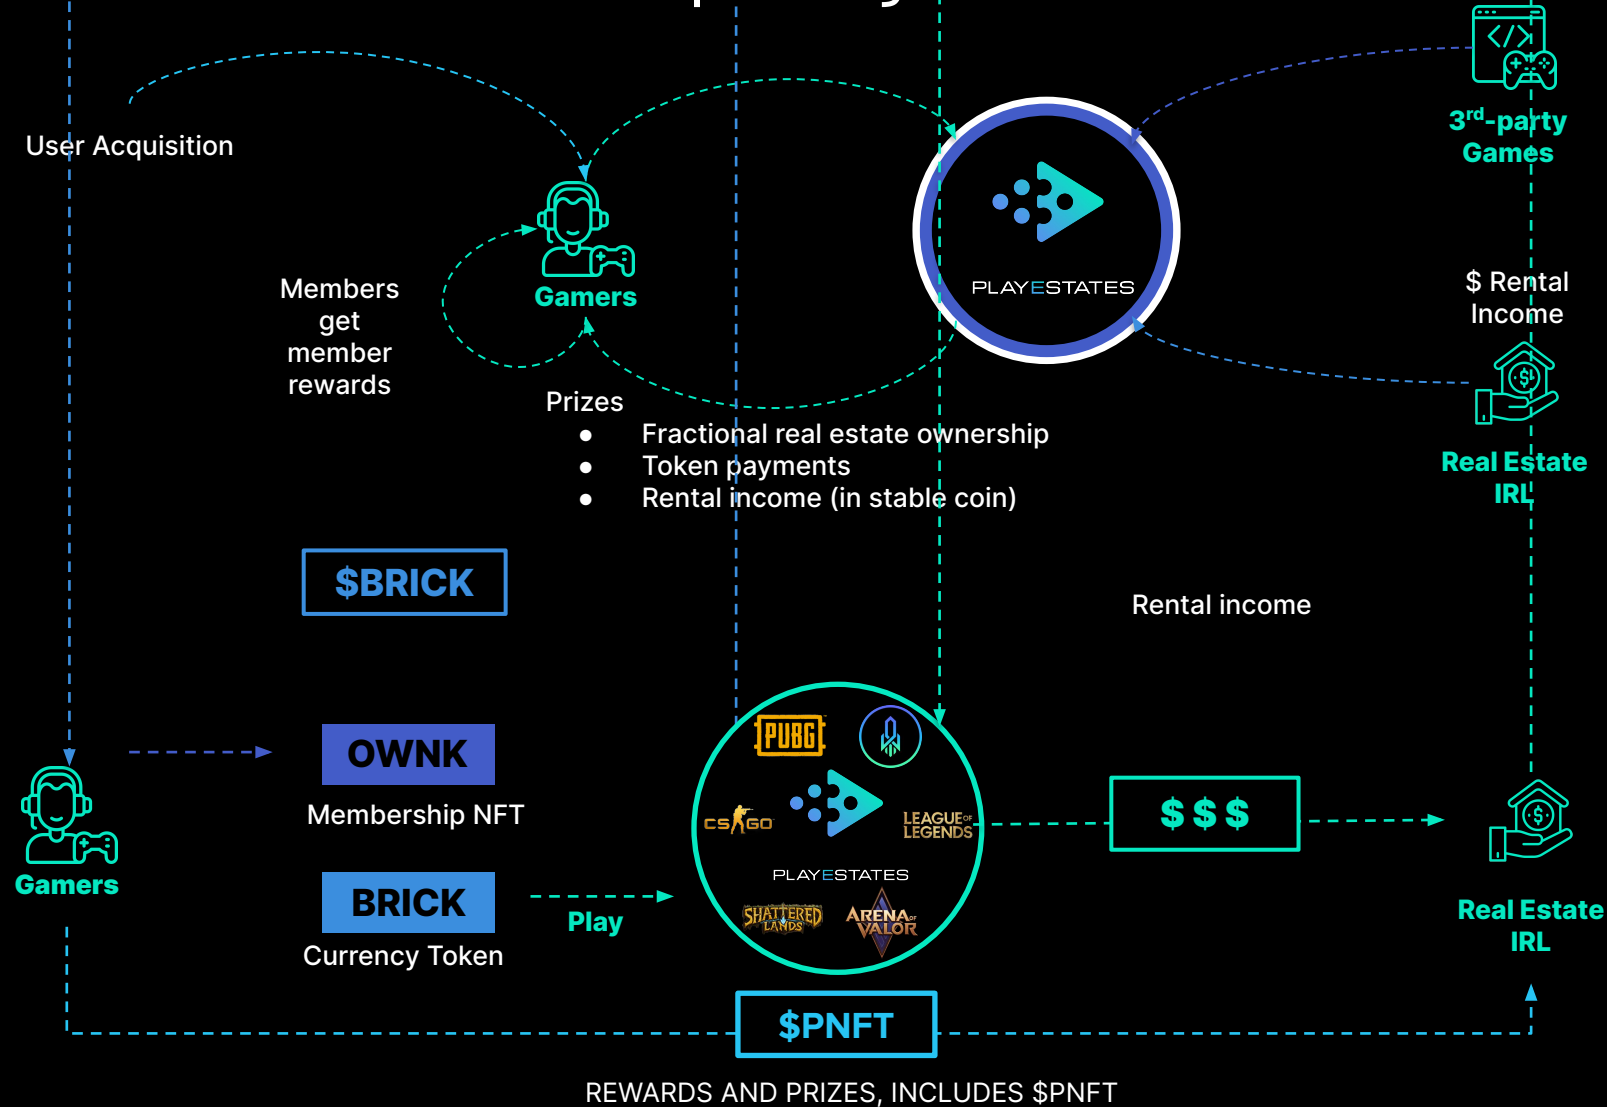 3rd-party
Games
User Acquisition
PLAYESTATES
Members
get
member
rewards
Gamers
$ Rental
Income
Prizes
● Fractional real estate ownership
● Token payments
● Rental income (in stable coin)
Real Estate
IRL
$BRICK
Rental income
PUBG
OWNK
Membership NFT
CS GO
LEAGUE OF
LEGENDS
$ $ $
PLAYESTATES
Gamers
BRICK
Currency Token
Play
SHATTERED
LANDS
ARENA OF
VALOR
Real Estate
IRL
$PNFT
REWARDS AND PRIZES, INCLUDES $PNFT